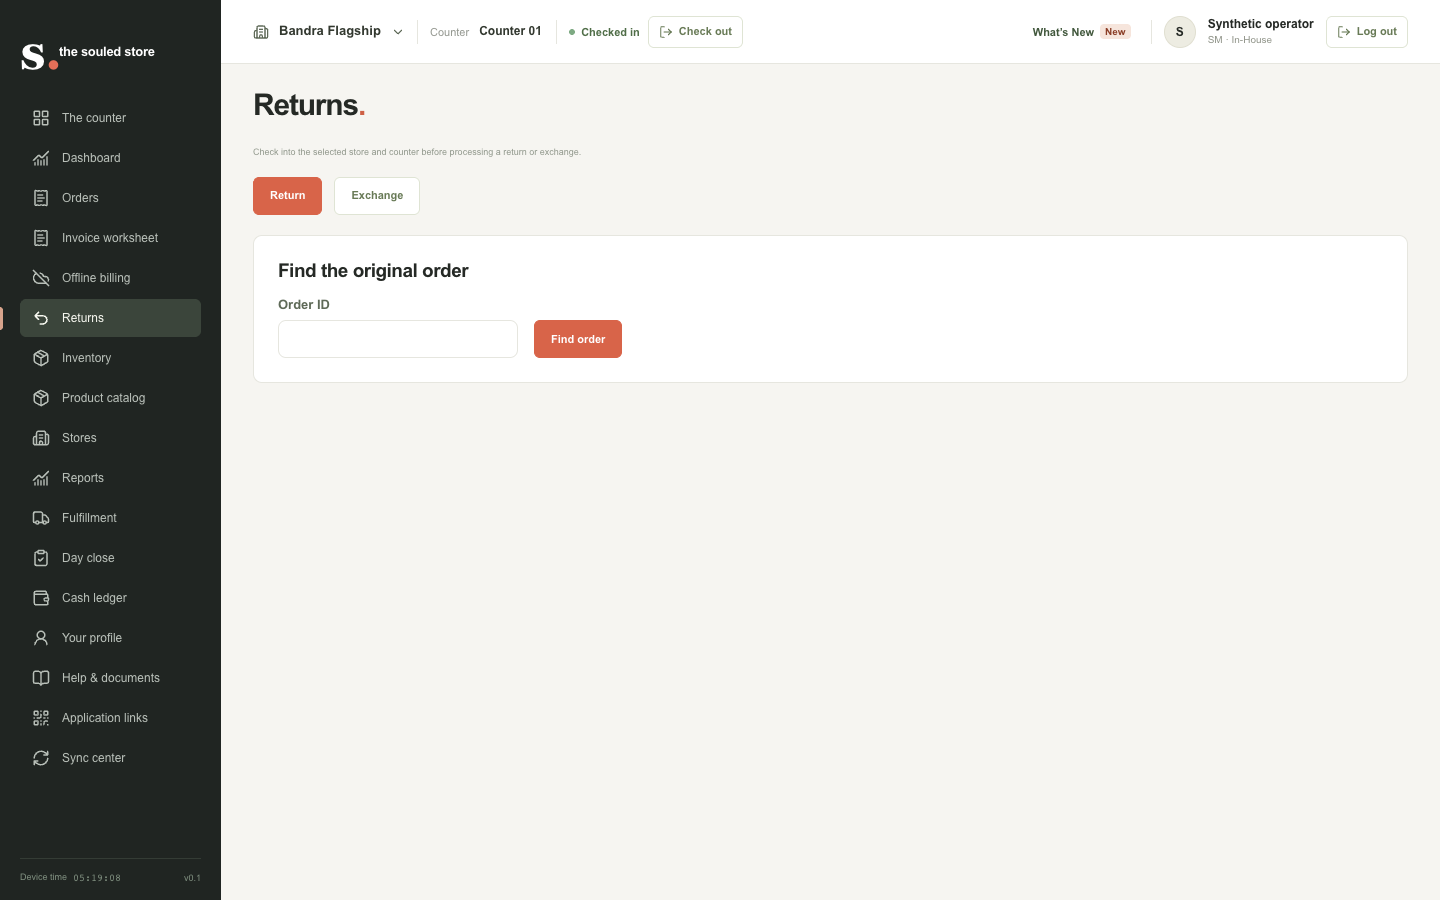 S.
the souled store
The counter
Dashboard
Orders
Invoice worksheet
Offline billing
Returns
Inventory
Product catalog
Stores
Reports
Fulfillment
Day close
Cash ledger
Your profile
Help & documents
Application links
Sync center
Device time 05:19:08 v0.1
Bandra Flagship Counter Counter 01 Checked in Check out What's New New S Synthetic operator Log out
SM · In-House
Returns.
Check into the selected store and counter before processing a return or exchange.
Return Exchange
Find the original order
Order ID
Find order